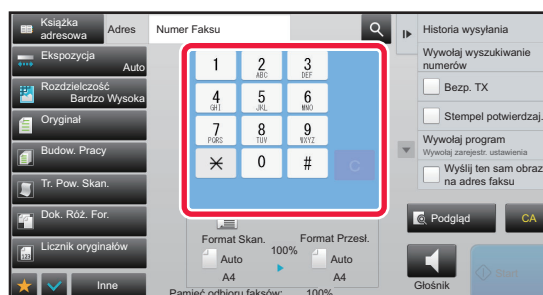 Książka
adresowa
Adres
Numer Faksu
Ekspozycja
Auto
Rozdzielczość
Bardzo Wysoka
Oryginał
Budow. Pracy
Tr. Pow. Skan.
Dok. Róż. For.
Licznik oryginałów
Inne
1
2
ABC
3
DEF
4
GHI
5
JKL
6
MNO
7
PQRS
8
TUV
9
WXYZ
0
#
C
Format Skan.
100%
Format Przesł.
Auto
A4
Auto
A4
Pamięć odbioru faksów:
100%
Historia wysyłania
Wywołaj wyszukiwanie
numerów
Bezp. TX
Stempel potwierdzaj.
Wywołaj program
Wywołaj zarejestr. ustawienia
Wyślij ten sam obraz
na adres faksu
Podgląd
CA
Głośnik
Start